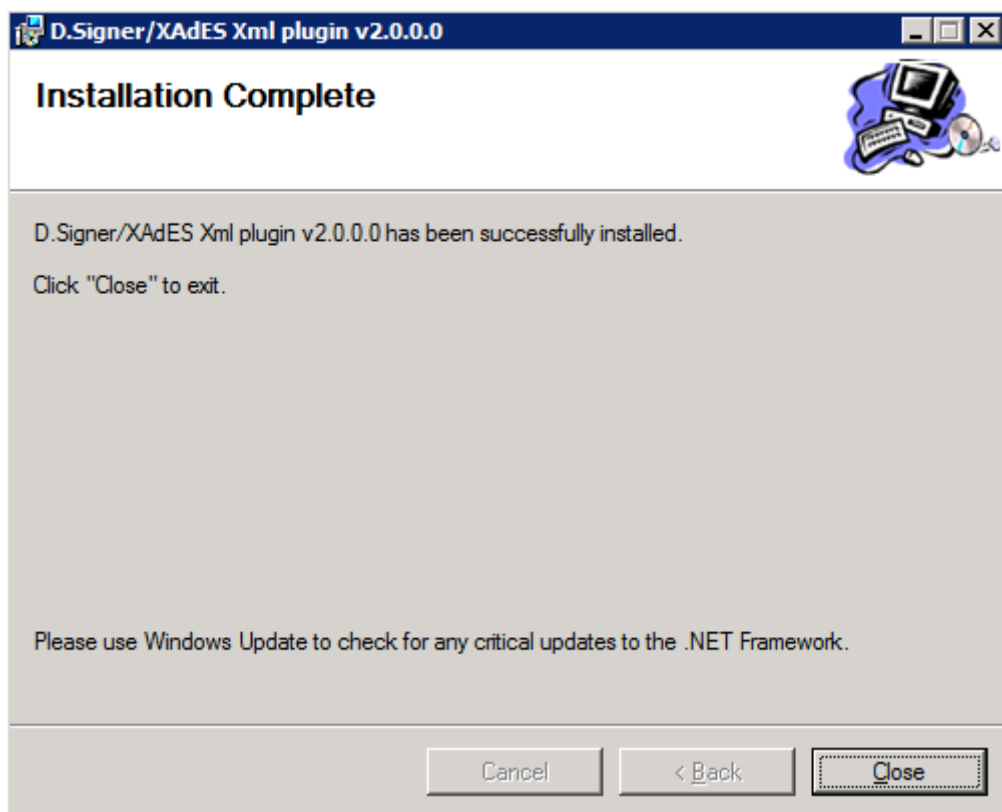 D.Signer/XAdES Xml plugin v2.0.0.0
Installation Complete
D.Signer/XAdES Xml plugin v2.0.0.0 has been successfully installed.
Click "Close" to exit.
Please use Windows Update to check for any critical updates to the .NET Framework.
Cancel
< Back
Close